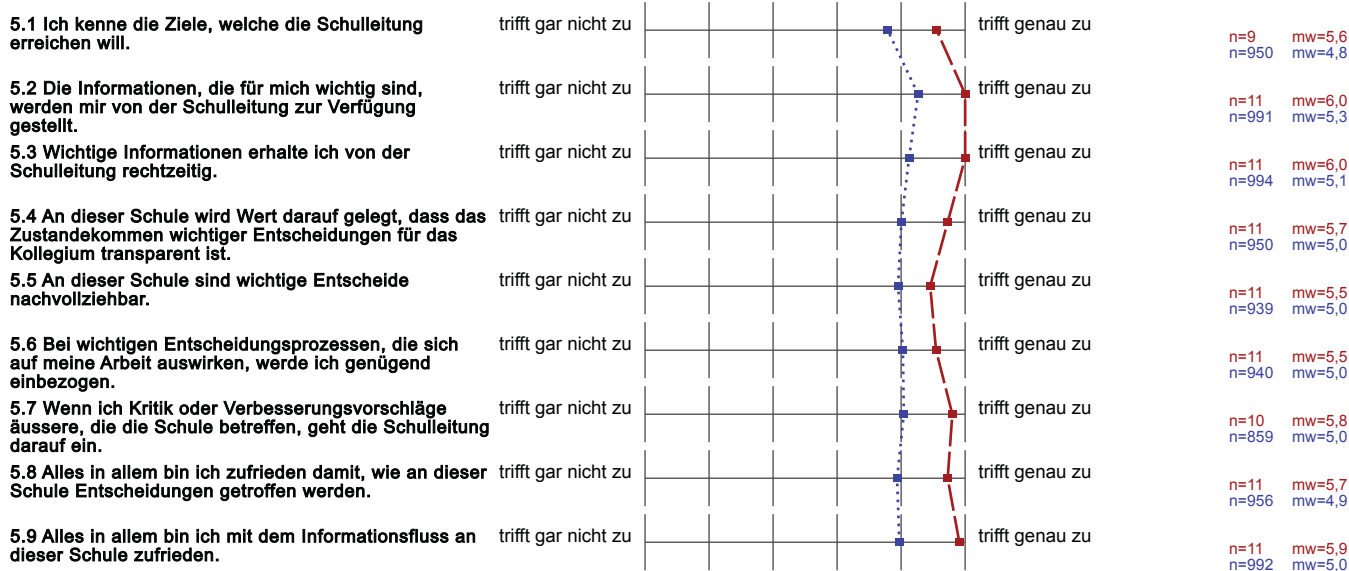 5.1 Ich kenne die Ziele, welche die Schulleitung
erreichen will.
trifft gar nicht zu
trifft genau zu
n=9 mw=5,6
n=950 mw=4,8
5.2 Die Informationen, die für mich wichtig sind,
werden mir von der Schulleitung zur Verfügung
gestellt.
trifft gar nicht zu
trifft genau zu
n=11 mw=6,0
n=991 mw=5,3
5.3 Wichtige Informationen erhalte ich von der
Schulleitung rechtzeitig.
trifft gar nicht zu
trifft genau zu
n=11 mw=6,0
n=994 mw=5,1
5.4 An dieser Schule wird Wert darauf gelegt, dass das
Zustandekommen wichtiger Entscheidungen für das
Kollegium transparent ist.
trifft gar nicht zu
trifft genau zu
n=11 mw=5,7
n=950 mw=5,0
5.5 An dieser Schule sind wichtige Entscheide
nachvollziehbar.
trifft gar nicht zu
trifft genau zu
n=11 mw=5,5
n=939 mw=5,0
5.6 Bei wichtigen Entscheidungsprozessen, die sich
auf meine Arbeit auswirken, werde ich genügend
einbezogen.
trifft gar nicht zu
trifft genau zu
n=11 mw=5,5
n=940 mw=5,0
5.7 Wenn ich Kritik oder Verbesserungsvorschläge
äussere, die die Schule betreffen, geht die Schulleitung
darauf ein.
trifft gar nicht zu
trifft genau zu
n=10 mw=5,8
n=859 mw=5,0
5.8 Alles in allem bin ich zufrieden damit, wie an dieser
Schule Entscheidungen getroffen werden.
trifft gar nicht zu
trifft genau zu
n=11 mw=5,7
n=956 mw=4,9
5.9 Alles in allem bin ich mit dem Informationsfluss an
dieser Schule zufrieden.
trifft gar nicht zu
trifft genau zu
n=11 mw=5,9
n=992 mw=5,0